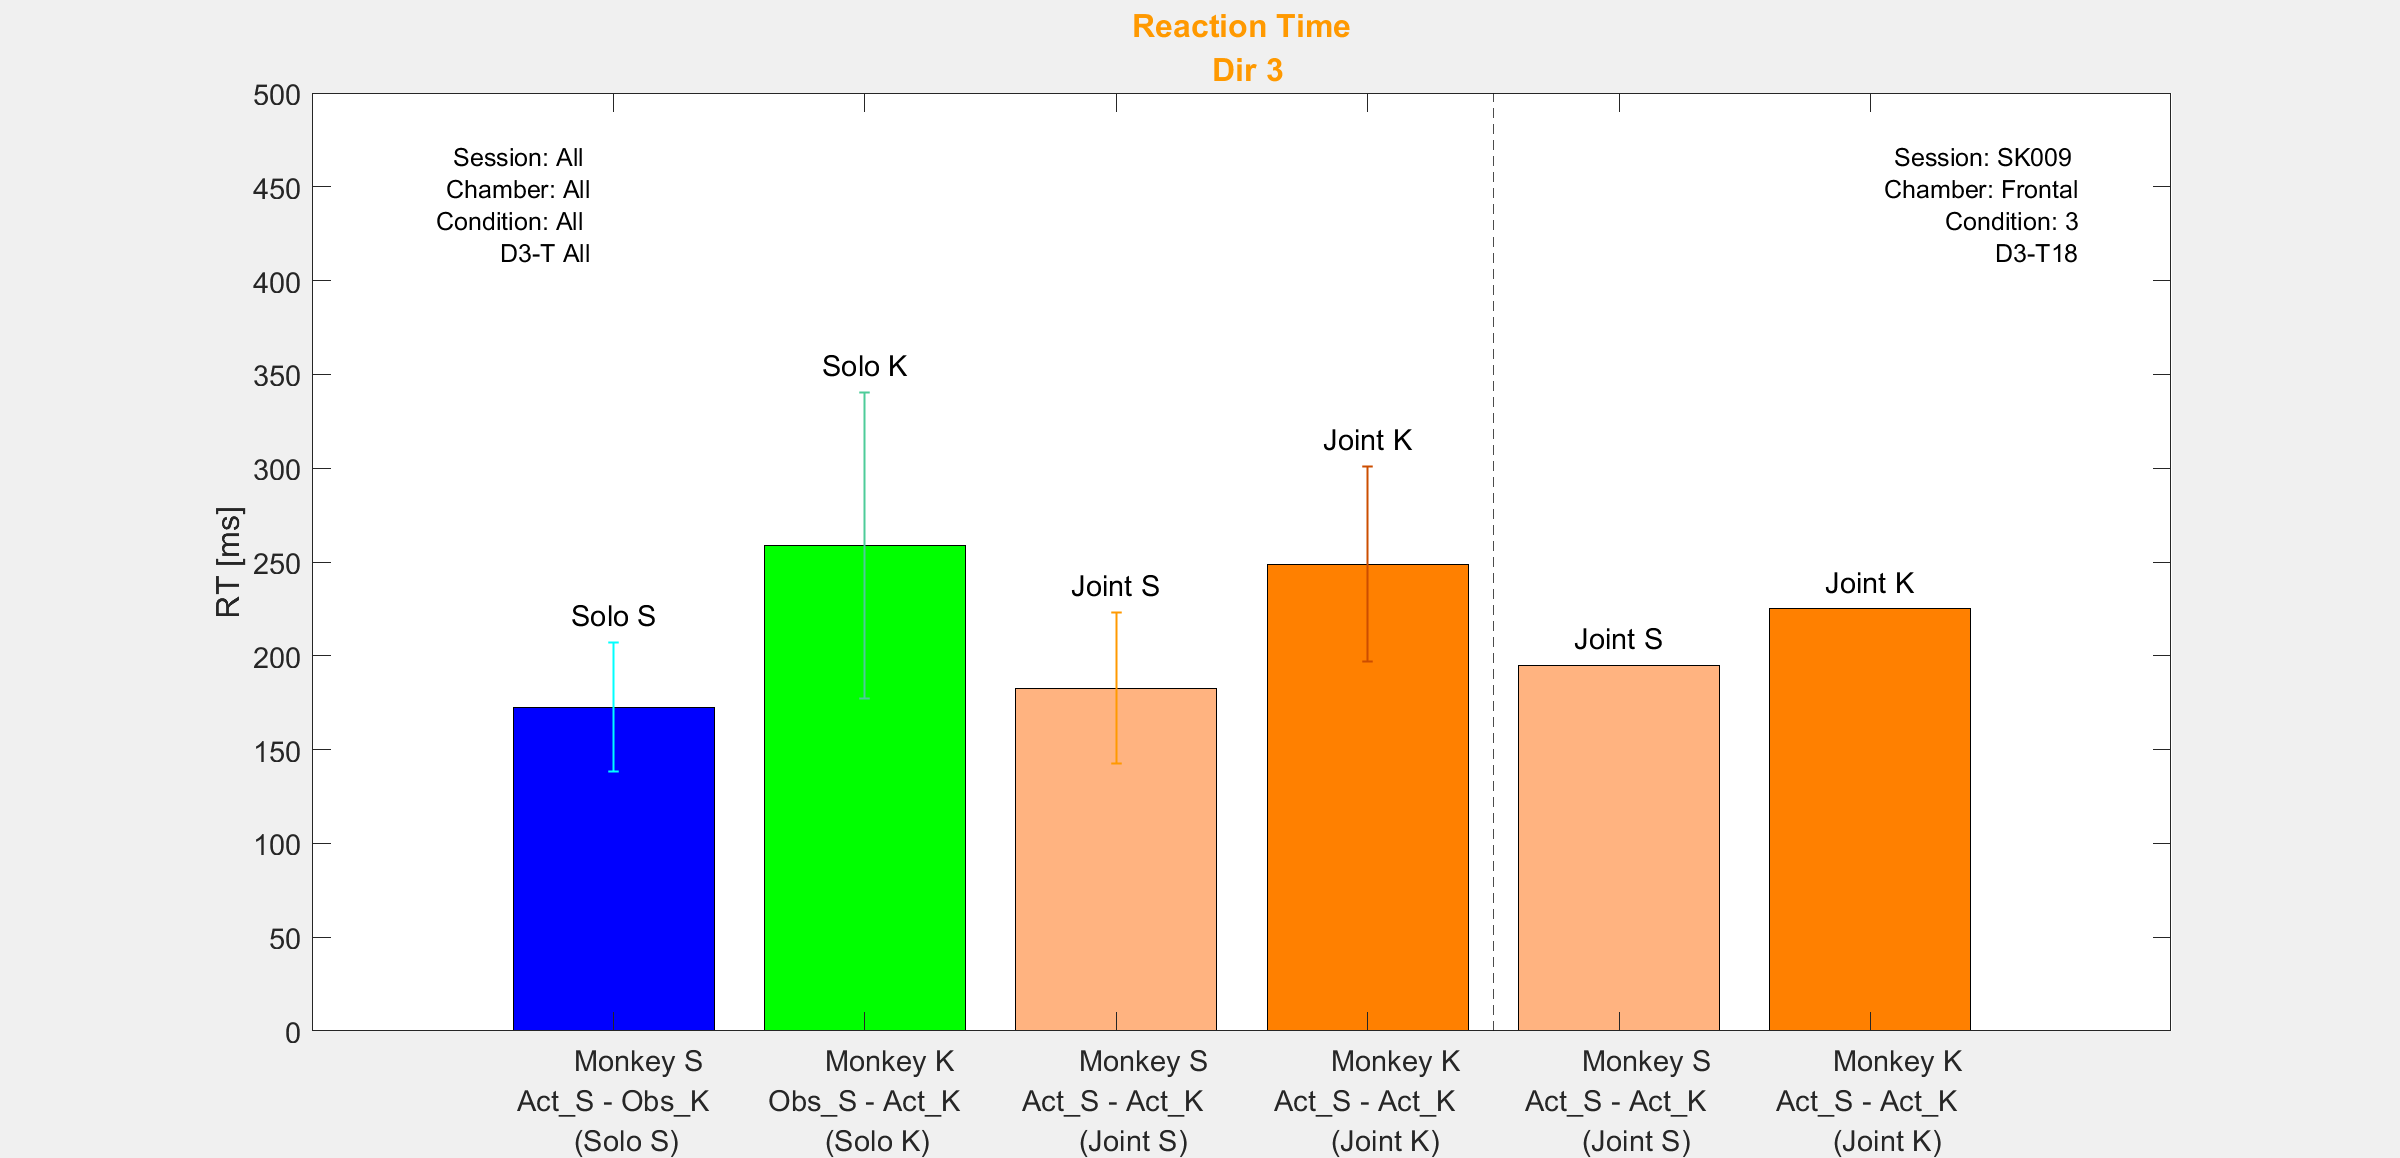 Reaction Time
Dir 3
500
450
400
350
300
250
200
150
100
50
0
RT [ms]
Session: All
Chamber: All
Condition: All
D3-T All
Session: SK009
Chamber: Frontal
Condition: 3
D3-T18
Solo S
Solo K
Joint S
Joint K
Joint S
Joint K
Monkey S
Act_S - Obs_K
(Solo S)
Monkey K
Obs_S - Act_K
(Solo K)
Monkey S
Act_S - Act_K
(Joint S)
Monkey K
Act_S - Act_K
(Joint K)
Monkey S
Act_S - Act_K
(Joint S)
Monkey K
Act_S - Act_K
(Joint K)